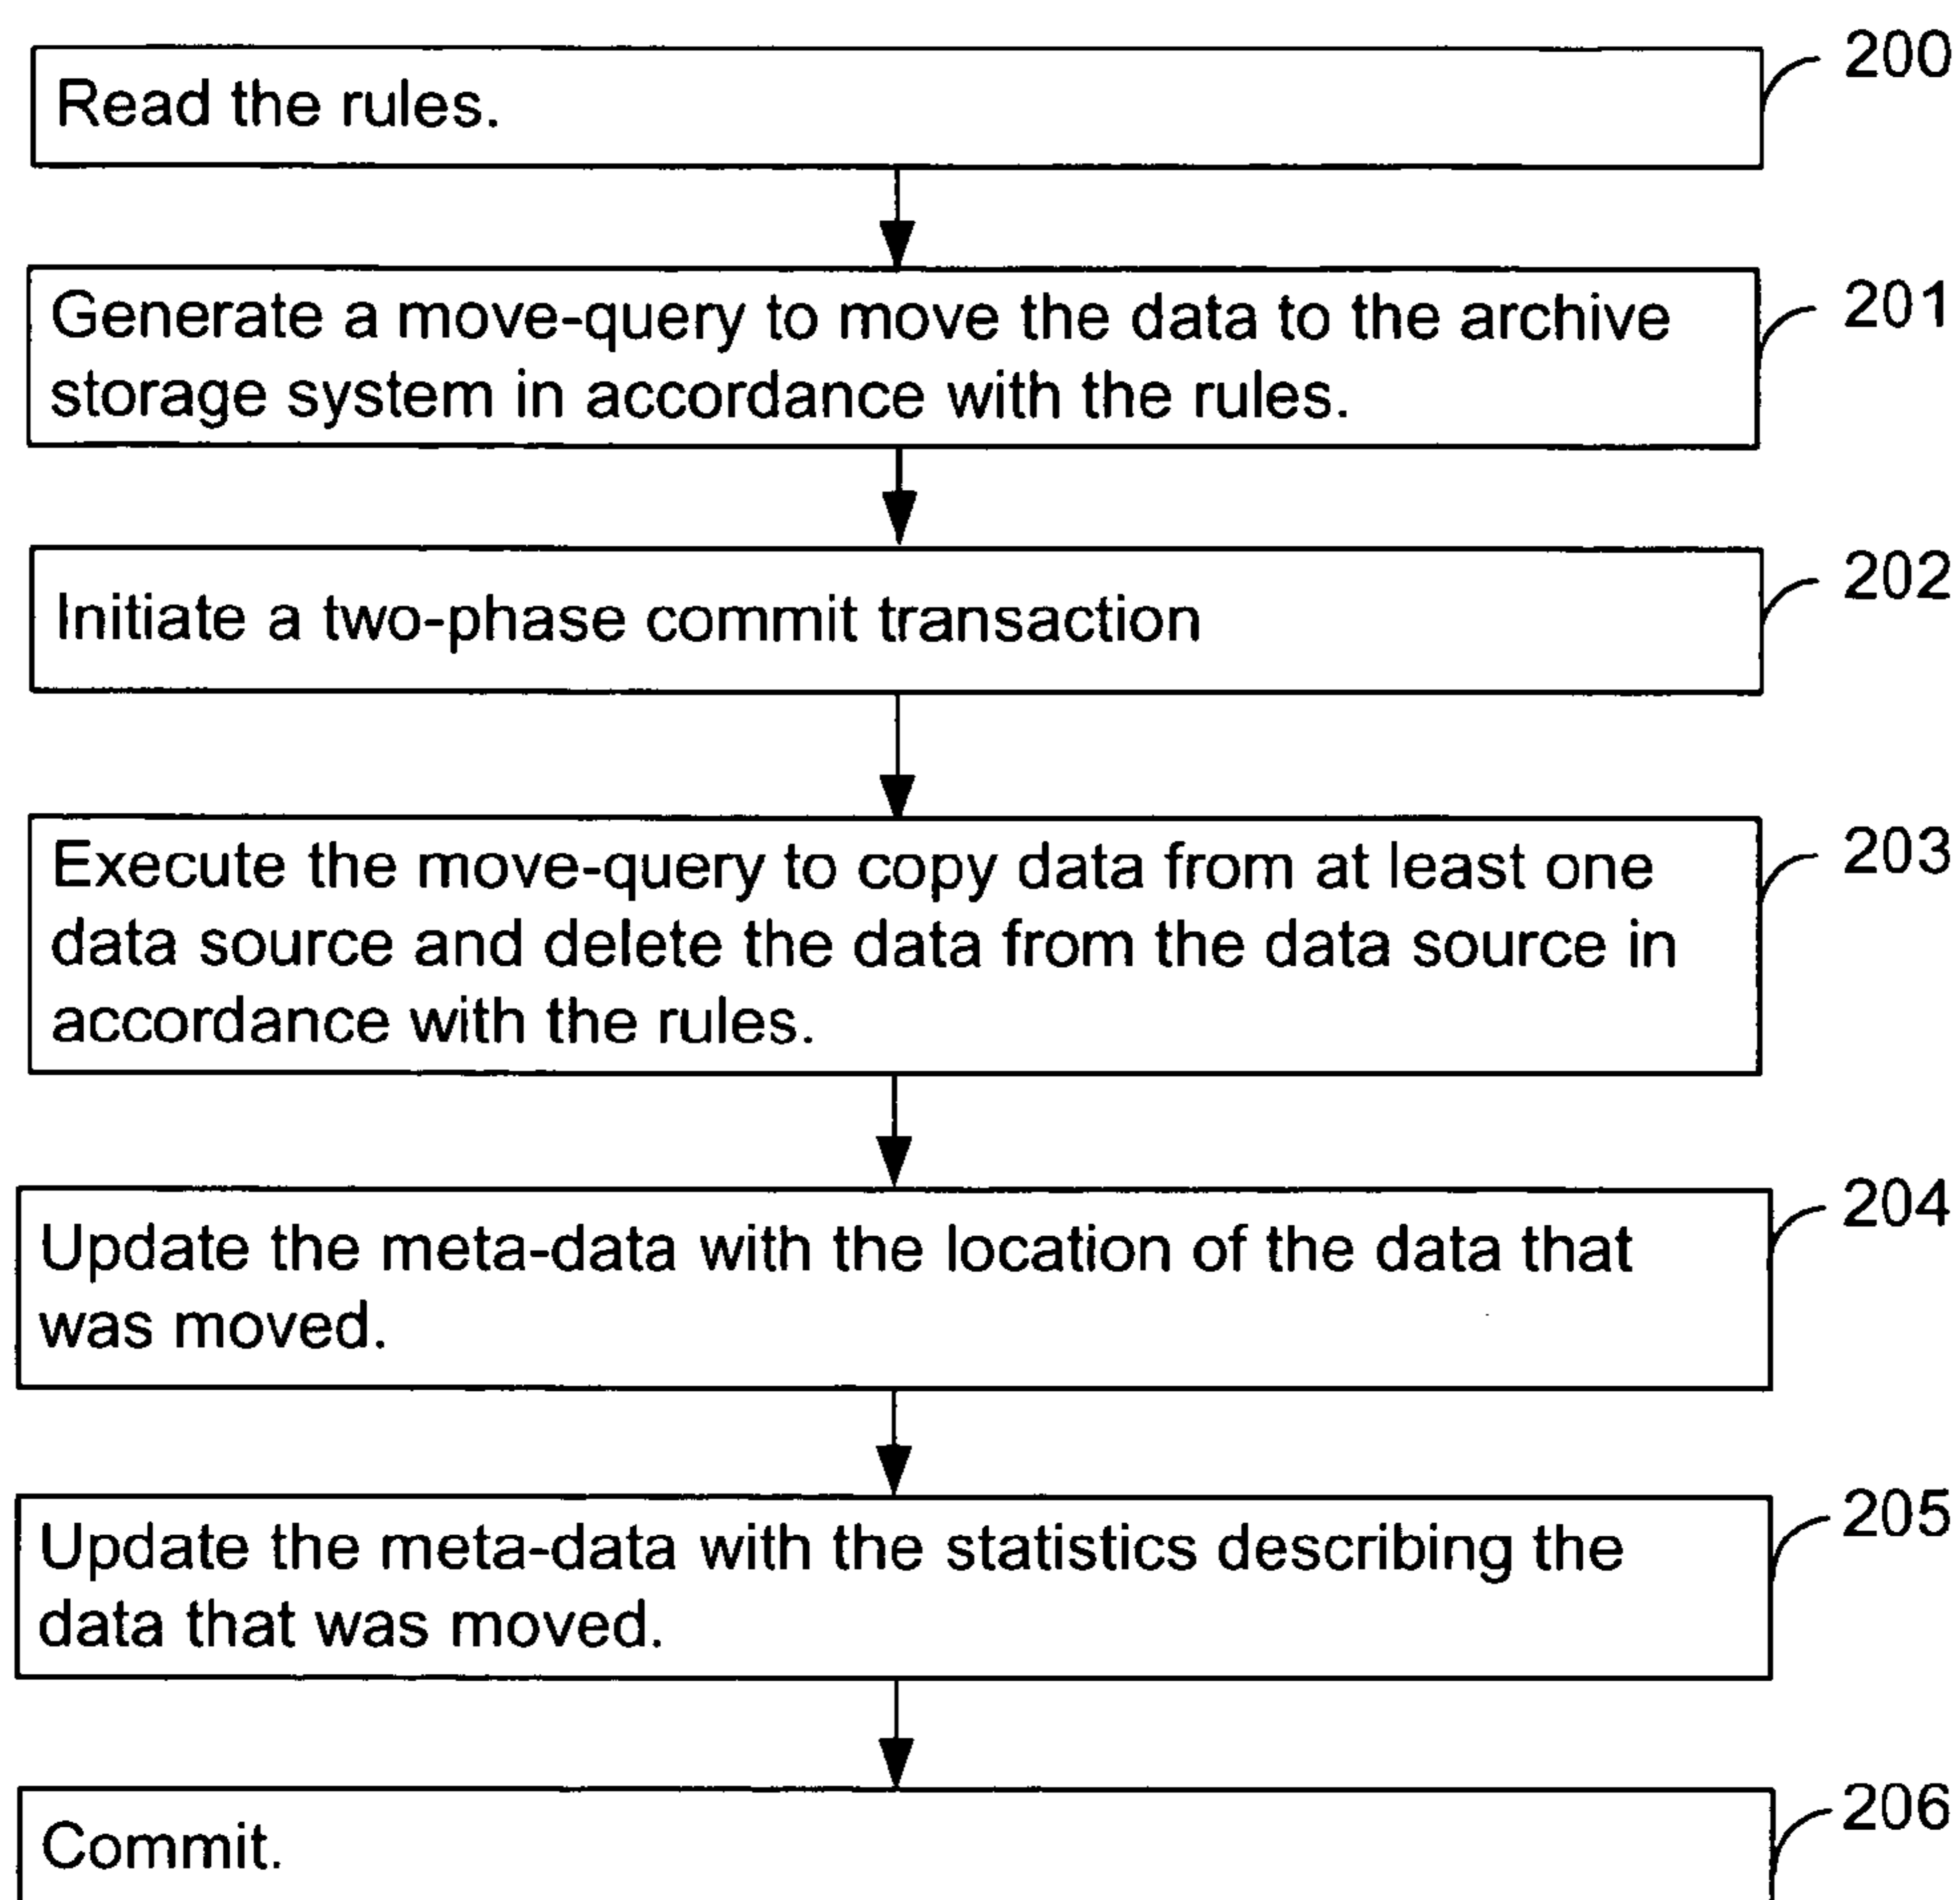 200
Read the rules.
201
Generate a move-query to move the data to the archive
storage system in accordance with the rules.
202
Initiate a two-phase commit transaction
203
Execute the move-query to copy data from at least one
data source and delete the data from the data source in
accordance with the rules.
204
Update the meta-data with the location of the data that
was moved.
205
Update the meta-data with the statistics describing the
data that was moved.
206
Commit.